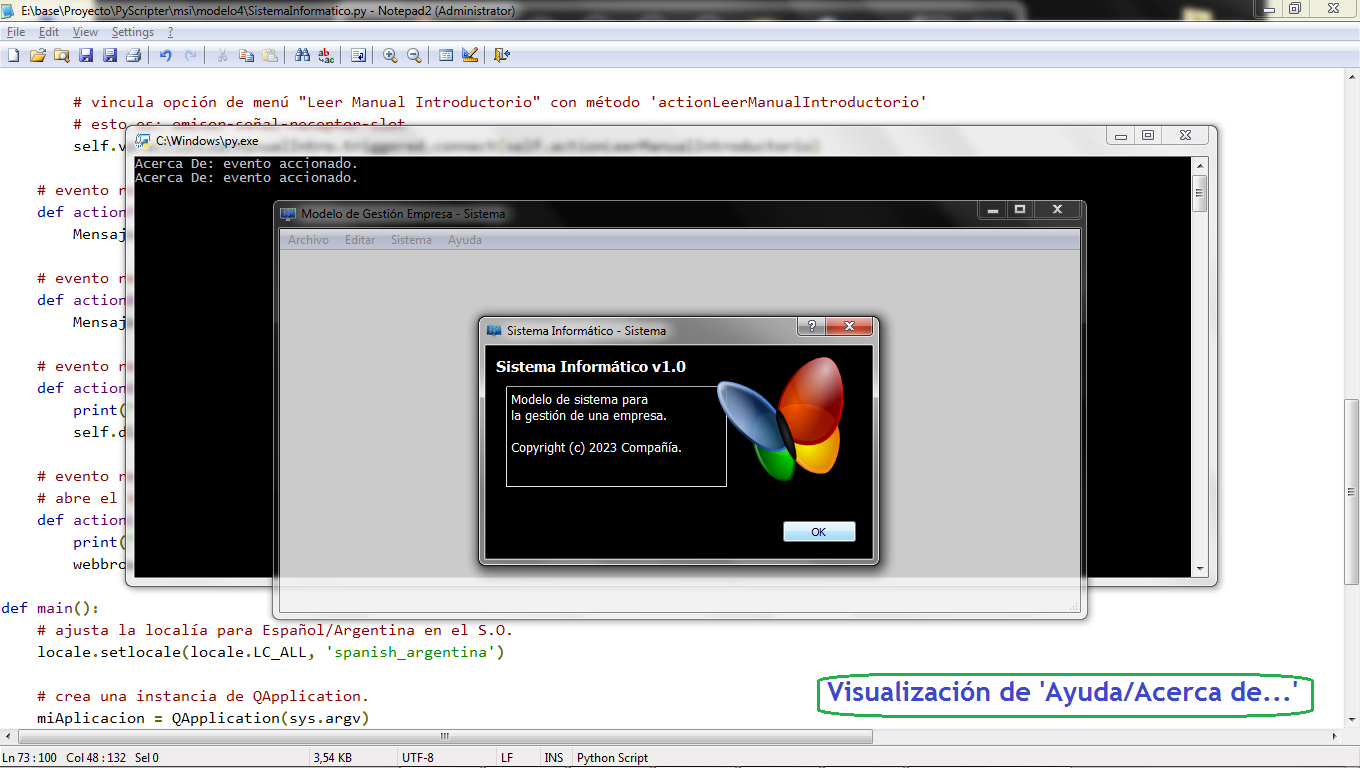 E:\base\Proyecto\PyScripter\msi\modelo4\SistemaInformatico.py - Notepad2 (Administrator)
File Edit View Settings ?
# vincula opción de menú "Leer Manual Introductorio" con método 'actionLeerManualIntroductorio'
# esto es: emisor-señal-receptor-slot
self.v
C:\Windows\py.exe
Acerca De: evento accionado.
Acerca De: evento accionado.
# evento r
def action
Mensaj
# evento r
def action
Mensaj
# evento r
def action
print(
self.d
# evento r
# abre el
def action
print(
webbro
Modelo de Gestión Empresa - Sistema
Archivo Editar Sistema Ayuda
Sistema Informático - Sistema
Sistema Informático v1.0
Modelo de sistema para
la gestión de una empresa.
Copyright (c) 2023 Compañía.
OK
def main():
# ajusta la localía para Español/Argentina en el S.O.
locale.setlocale(locale.LC_ALL, 'spanish_argentina')
# crea una instancia de QApplication.
miAplicacion = QApplication(sys.argv)
Visualización de 'Ayuda/Acerca de...'
Ln 73 : 100 Col 48 : 132 Sel 0 3,54 KB UTF-8 LF INS Python Script